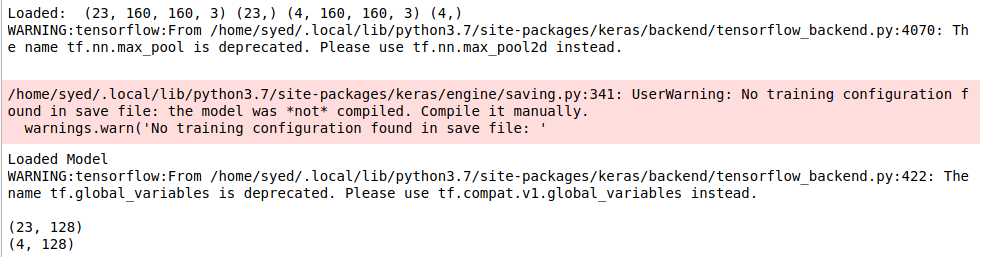 Loaded:  (23, 160, 160, 3) (23,) (4, 160, 160, 3) (4,)
WARNING:tensorflow:From /home/syed/.local/lib/python3.7/site-packages/keras/backend/tensorflow_backend.py:4070: Th
e name tf.nn.max_pool is deprecated. Please use tf.nn.max_pool2d instead.
/home/syed/.local/lib/python3.7/site-packages/keras/engine/saving.py:341: UserWarning: No training configuration f
ound in save file: the model was *not* compiled. Compile it manually.
  warnings.warn('No training configuration found in save file: '
Loaded Model
WARNING:tensorflow:From /home/syed/.local/lib/python3.7/site-packages/keras/backend/tensorflow_backend.py:422: The
name tf.global_variables is deprecated. Please use tf.compat.v1.global_variables instead.
(23, 128)
(4, 128)